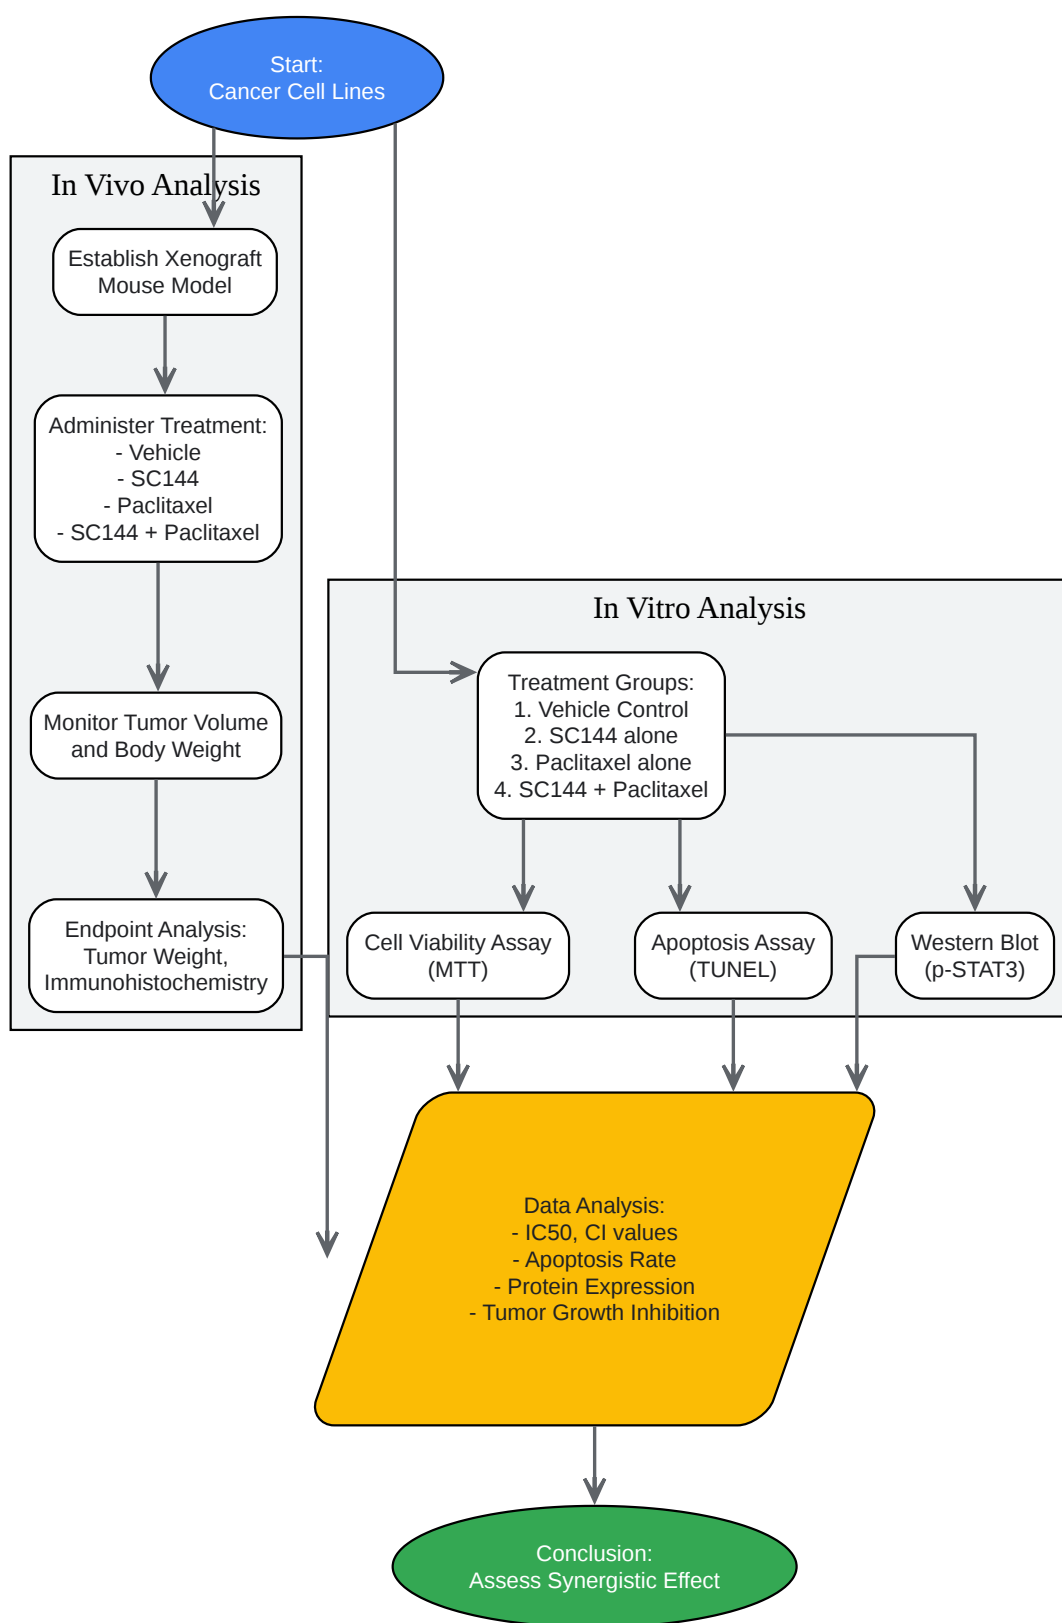 Start:
Cancer Cell Lines
In Vivo Analysis
Establish Xenograft
Mouse Model
Administer Treatment:
- Vehicle
- SC144
- Paclitaxel
- SC144 + Paclitaxel
Monitor Tumor Volume
and Body Weight
Endpoint Analysis:
Tumor Weight,
Immunohistochemistry
In Vitro Analysis
Treatment Groups:
1. Vehicle Control
2. SC144 alone
3. Paclitaxel alone
4. SC144 + Paclitaxel
Cell Viability Assay
(MTT)
Apoptosis Assay
(TUNEL)
Western Blot
(p-STAT3)
Data Analysis:
- IC50, CI values
- Apoptosis Rate
- Protein Expression
- Tumor Growth Inhibition
Conclusion:
Assess Synergistic Effect